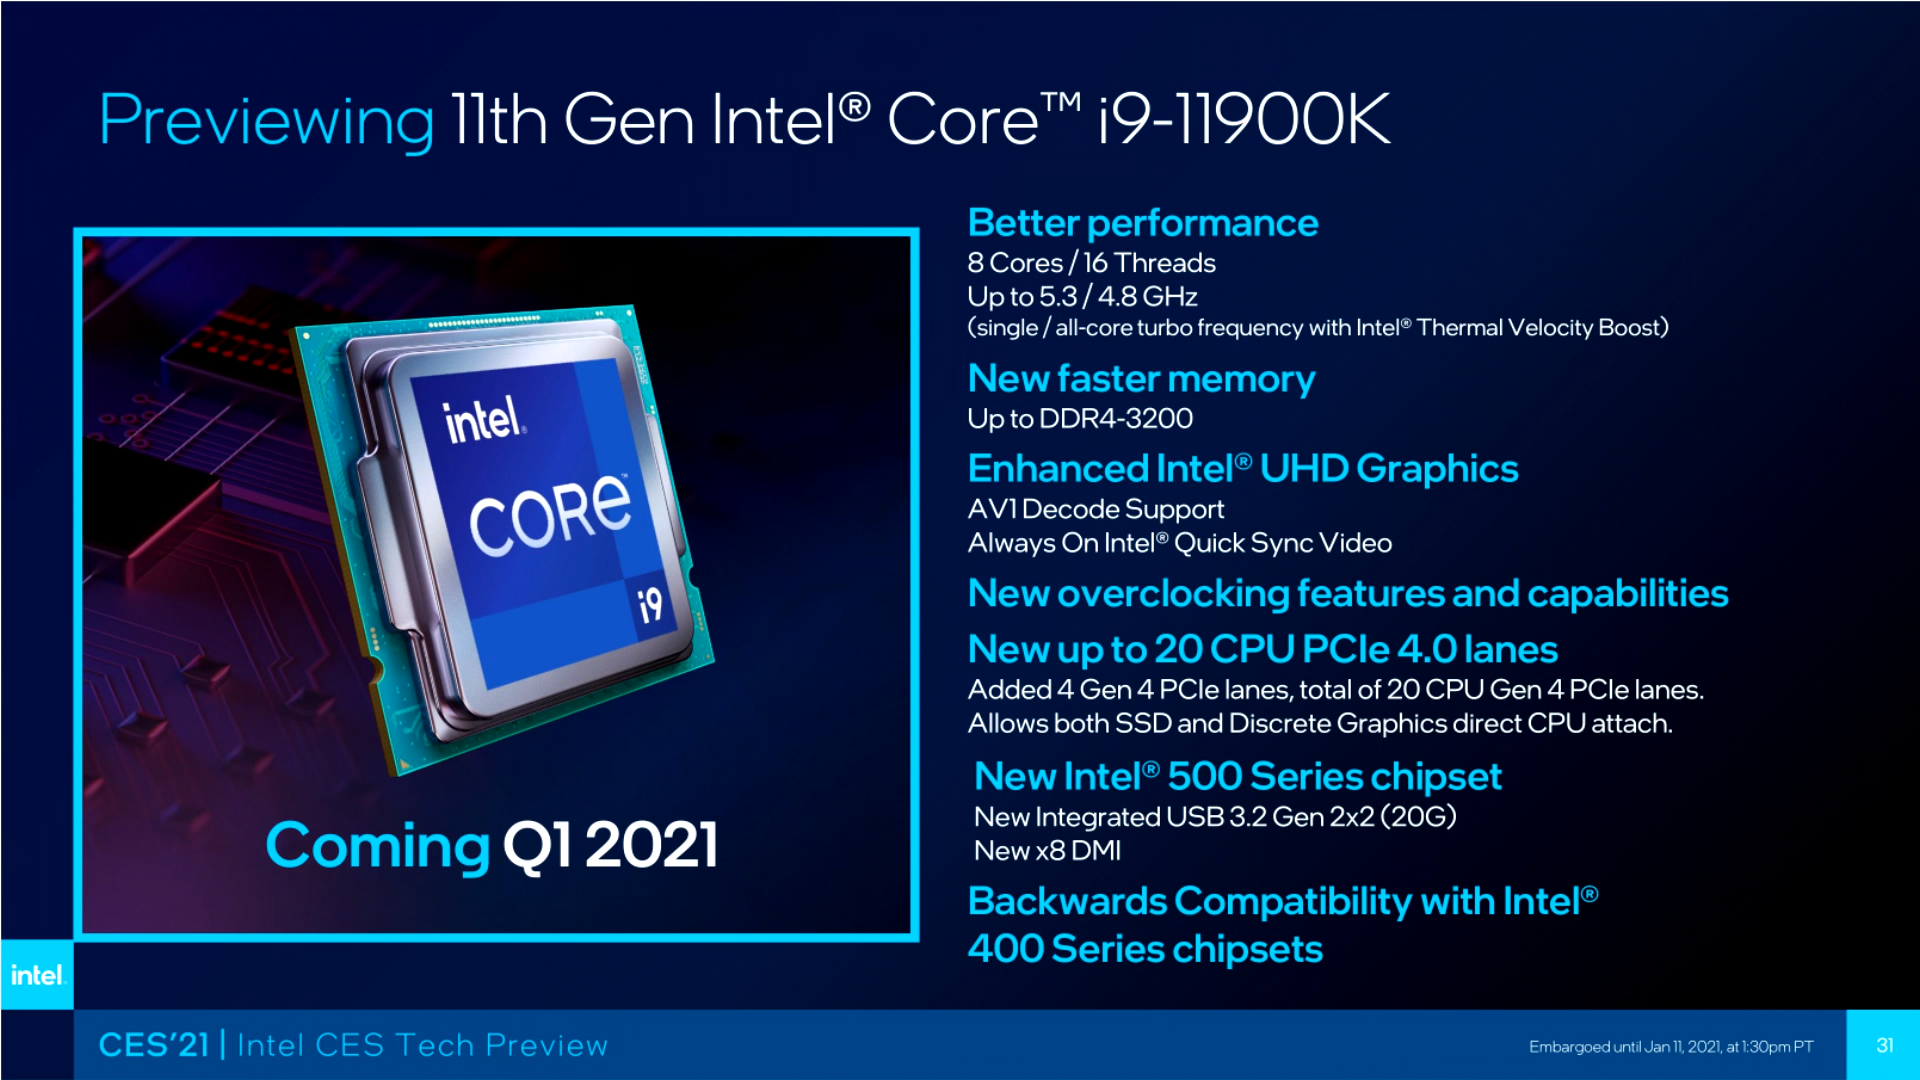 Previewing 11th Gen Intel® Core™ i9-11900K
intel.
CORe™
i9
Coming Q1 2021
Better performance
8 Cores / 16 Threads
Up to 5.3 / 4.8 GHz
(single / all-core turbo frequency with Intel® Thermal Velocity Boost)
New faster memory
Up to DDR4-3200
Enhanced Intel® UHD Graphics
AV1 Decode Support
Always On Intel® Quick Sync Video
New overclocking features and capabilities
New up to 20 CPU PCIe 4.0 lanes
Added 4 Gen 4 PCIe lanes, total of 20 CPU Gen 4 PCIe lanes.
Allows both SSD and Discrete Graphics direct CPU attach.
New Intel® 500 Series chipset
New Integrated USB 3.2 Gen 2x2 (20G)
New x8 DMI
Backwards Compatibility with Intel®
400 Series chipsets
intel.
CES'21 | Intel CES Tech Preview
Embargoed until Jan 11, 2021, at 1:30pm PT
31